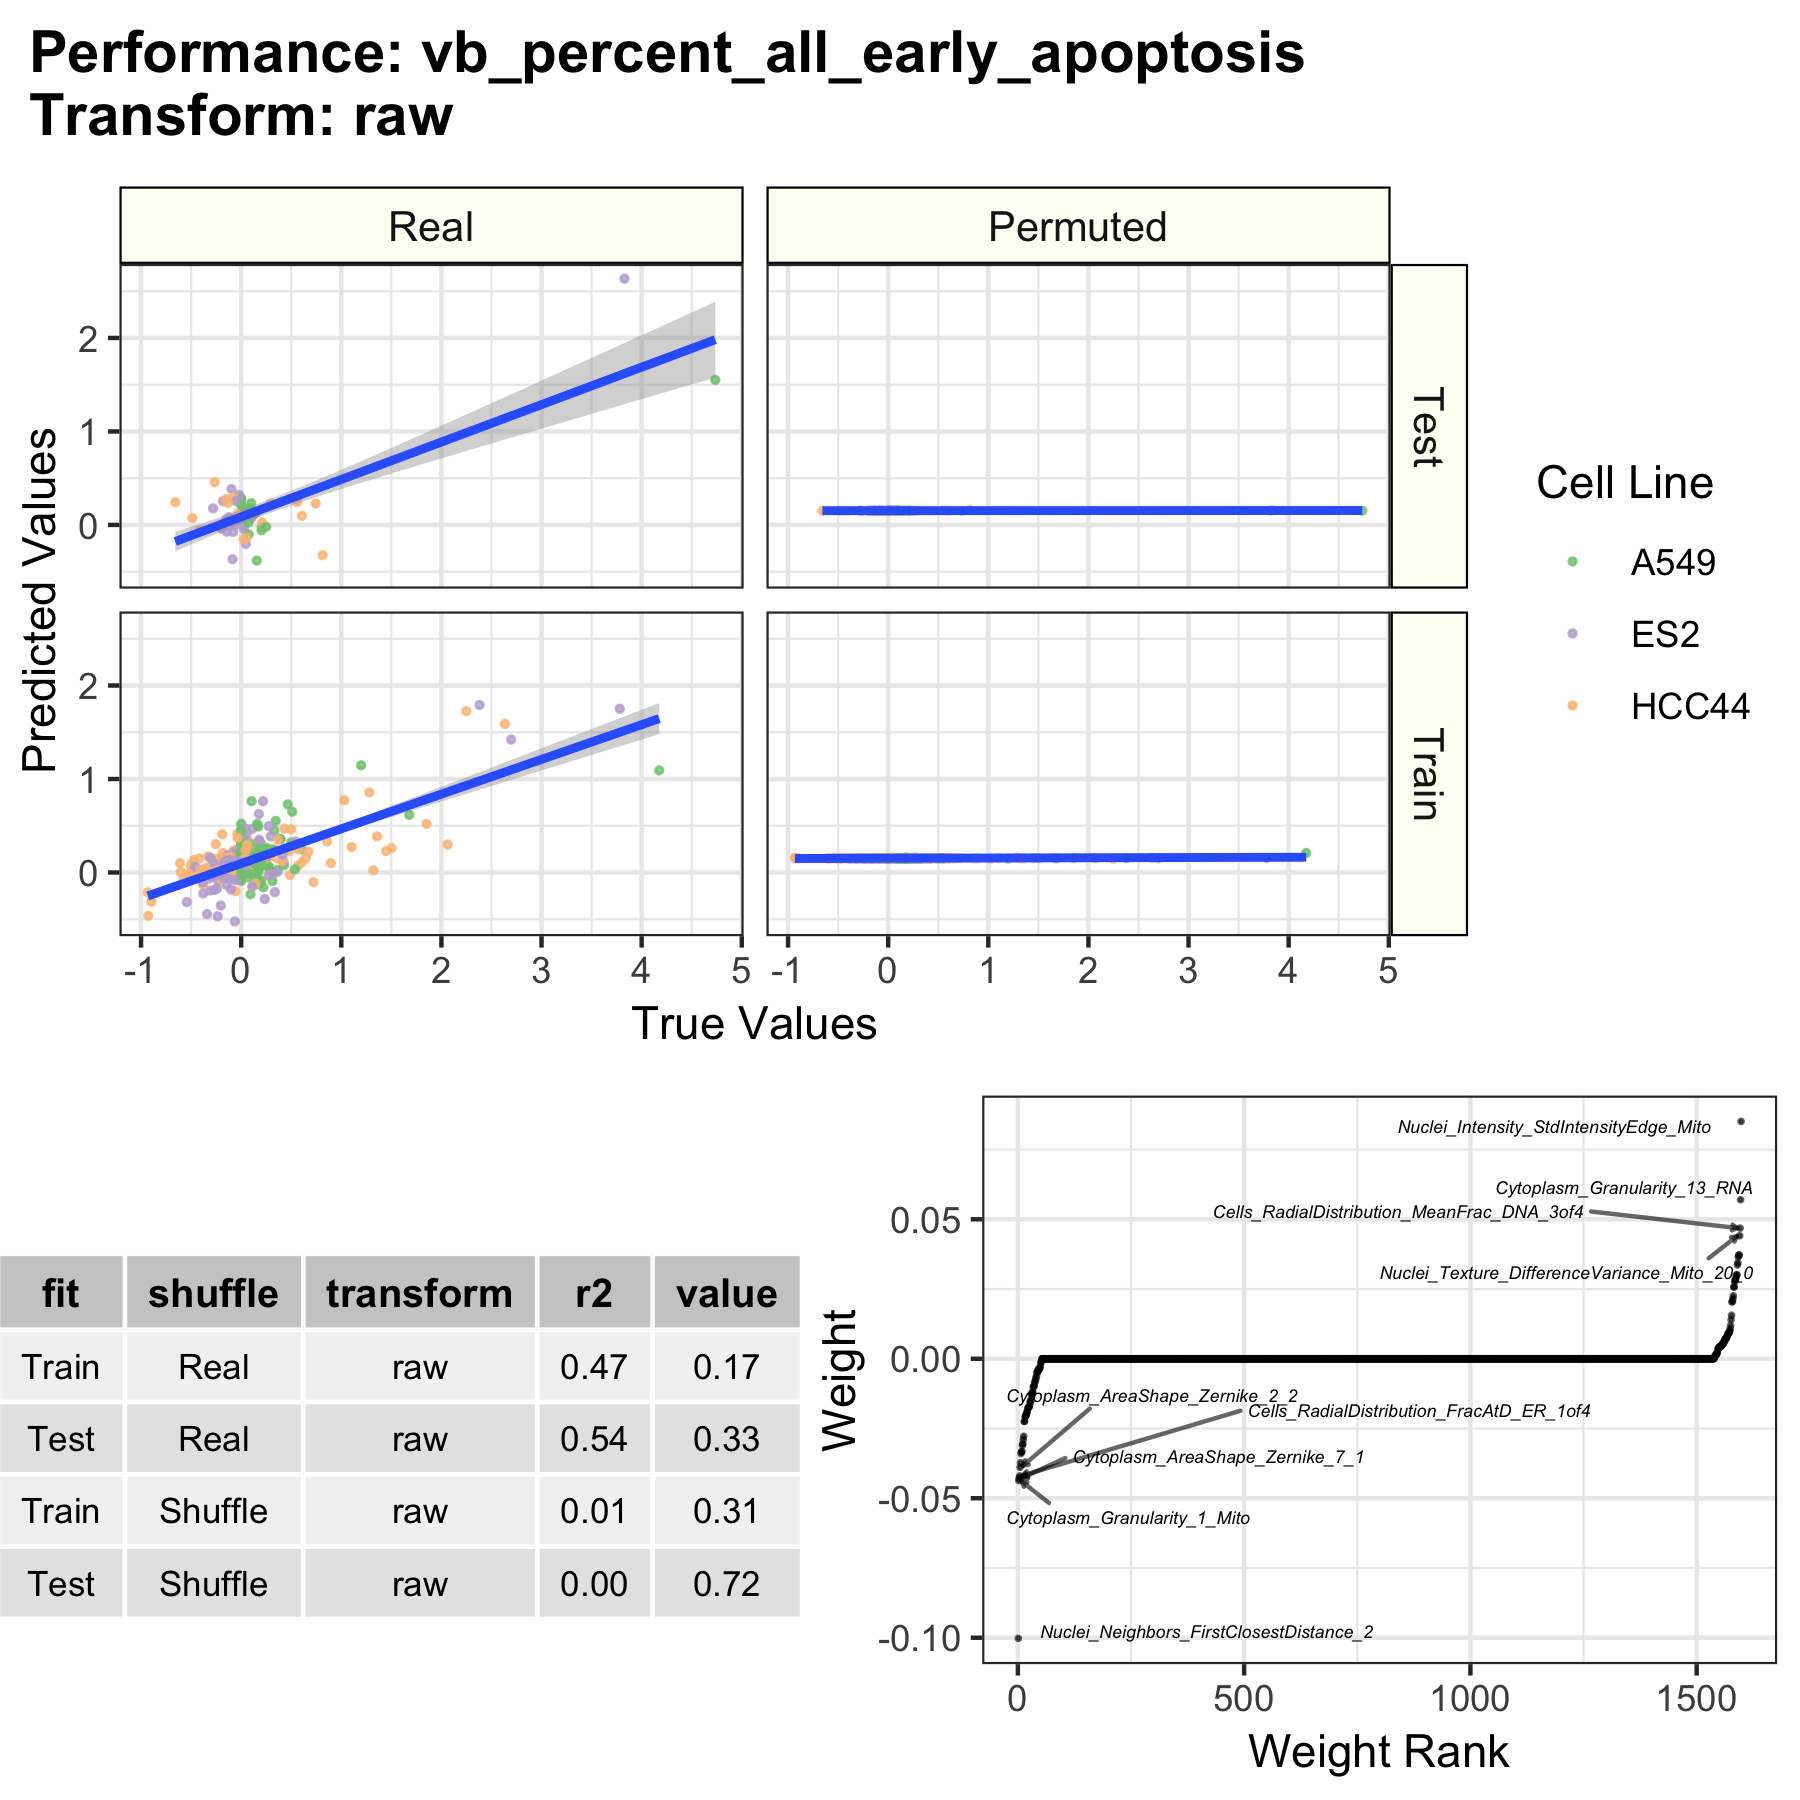 Performance: vb_percent_all_early_apoptosis
Transform: raw
Real
Permuted
2
1
0
Test
2
1
0
Train
Predicted Values
-1 0 1 2 3 4 5
-1 0 1 2 3 4 5
True Values
Cell Line
A549
ES2
HCC44
fit shuffle transform r2 value
Train Real raw 0.47 0.17
Test Real raw 0.54 0.33
Train Shuffle raw 0.01 0.31
Test Shuffle raw 0.00 0.72
Weight
0.05
0.00
-0.05
-0.10
Nuclei_Intensity_StdIntensityEdge_Mito
Cytoplasm_Granularity_13_RNA
Cells_RadialDistribution_MeanFrac_DNA_3of4
Nuclei_Texture_DifferenceVariance_Mito_20_0
Cytoplasm_AreaShape_Zernike_2_2
Cells_RadialDistribution_FracAtD_ER_1of4
Cytoplasm_AreaShape_Zernike_7_1
Cytoplasm_Granularity_1_Mito
Nuclei_Neighbors_FirstClosestDistance_2
0 500 1000 1500
Weight Rank